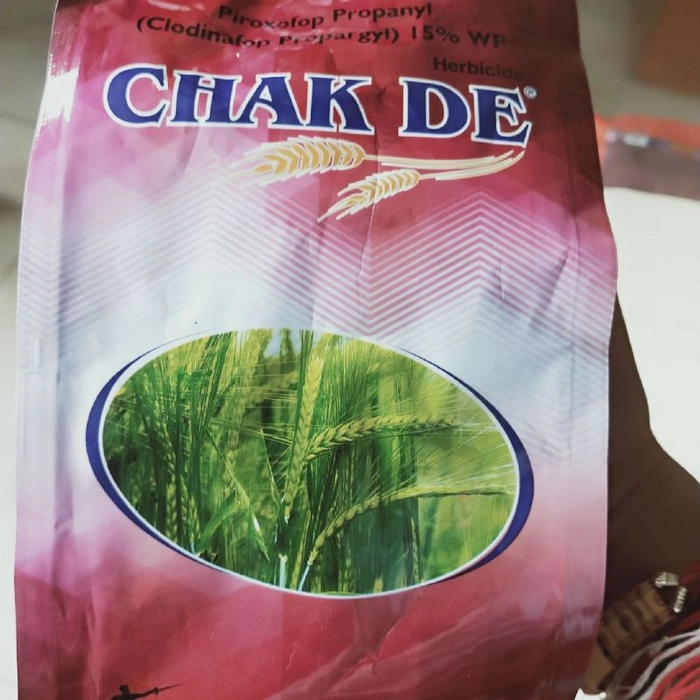 Piroxofop Propanyl
(Clodinafop Propargyl) 15% WP
Herbicide
CHAK DE®